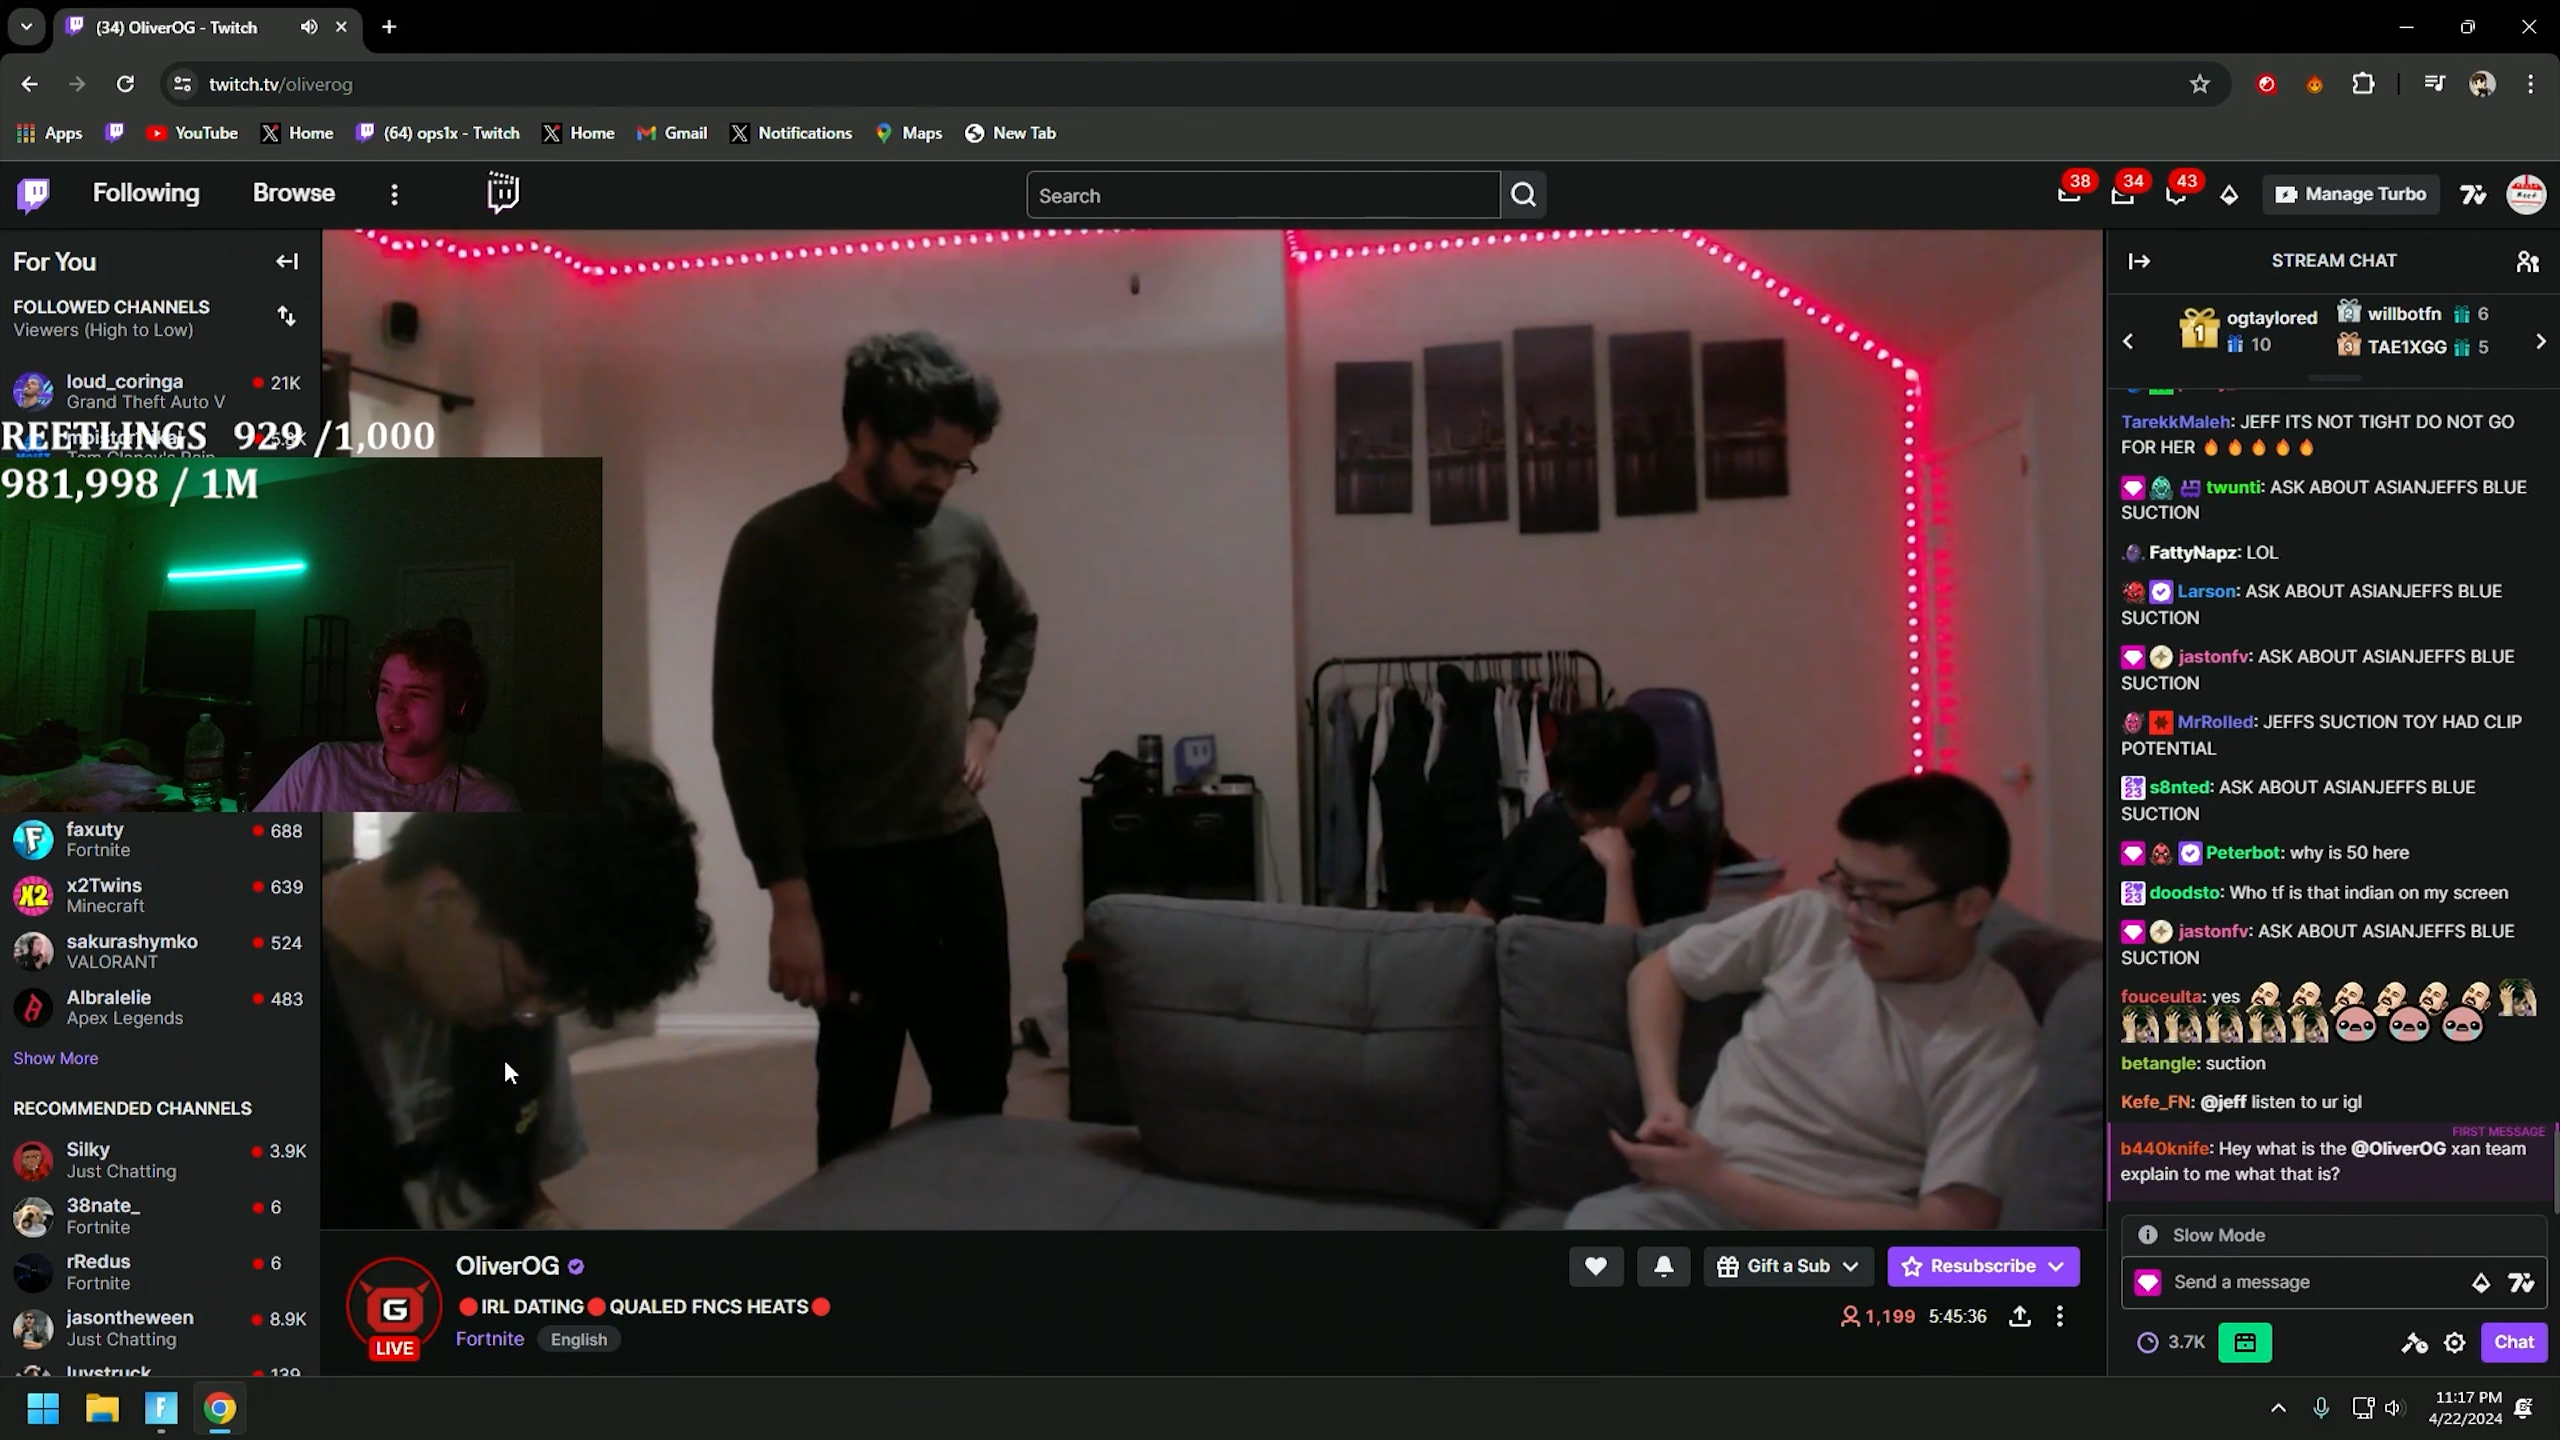 (34) OliverOG - Twitch
twitch.tv/oliverog
Apps YouTube Home (64) ops1x - Twitch Home Gmail Notifications Maps New Tab
Following Browse Search 38 34 43 Manage Turbo
For You
FOLLOWED CHANNELS
Viewers (High to Low)
loud_coringa 21K
Grand Theft Auto V
REETLINGS 929 /1,000
981,998 / 1M
faxuty 688
Fortnite
x2Twins 639
Minecraft
sakurashymko 524
VALORANT
Albralelie 483
Apex Legends
Show More
RECOMMENDED CHANNELS
Silky 3.9K
Just Chatting
38nate_ 6
Fortnite
rRedus 6
Fortnite
jasontheween 8.9K
Just Chatting
luvstruck 139
OliverOG
🔴IRL DATING🔴QUALED FNCS HEATS🔴
Fortnite English
LIVE
Gift a Sub Resubscribe
1,199 5:45:36
STREAM CHAT
ogtaylored 10
willbotfn 6
TAE1XGG 5
TarekkMaleh: JEFF ITS NOT TIGHT DO NOT GO
FOR HER 🔥🔥🔥🔥🔥
twunti: ASK ABOUT ASIANJEFFS BLUE
SUCTION
FattyNapz: LOL
Larson: ASK ABOUT ASIANJEFFS BLUE
SUCTION
jastonfv: ASK ABOUT ASIANJEFFS BLUE
SUCTION
MrRolled: JEFFS SUCTION TOY HAD CLIP
POTENTIAL
s8nted: ASK ABOUT ASIANJEFFS BLUE
SUCTION
Peterbot: why is 50 here
doodsto: Who tf is that indian on my screen
jastonfv: ASK ABOUT ASIANJEFFS BLUE
SUCTION
fouceulta: yes
betangle: suction
Kefe_FN: @jeff listen to ur igl
FIRST MESSAGE
b440knife: Hey what is the @OliverOG xan team
explain to me what that is?
Slow Mode
Send a message
3.7K Chat
11:17 PM
4/22/2024